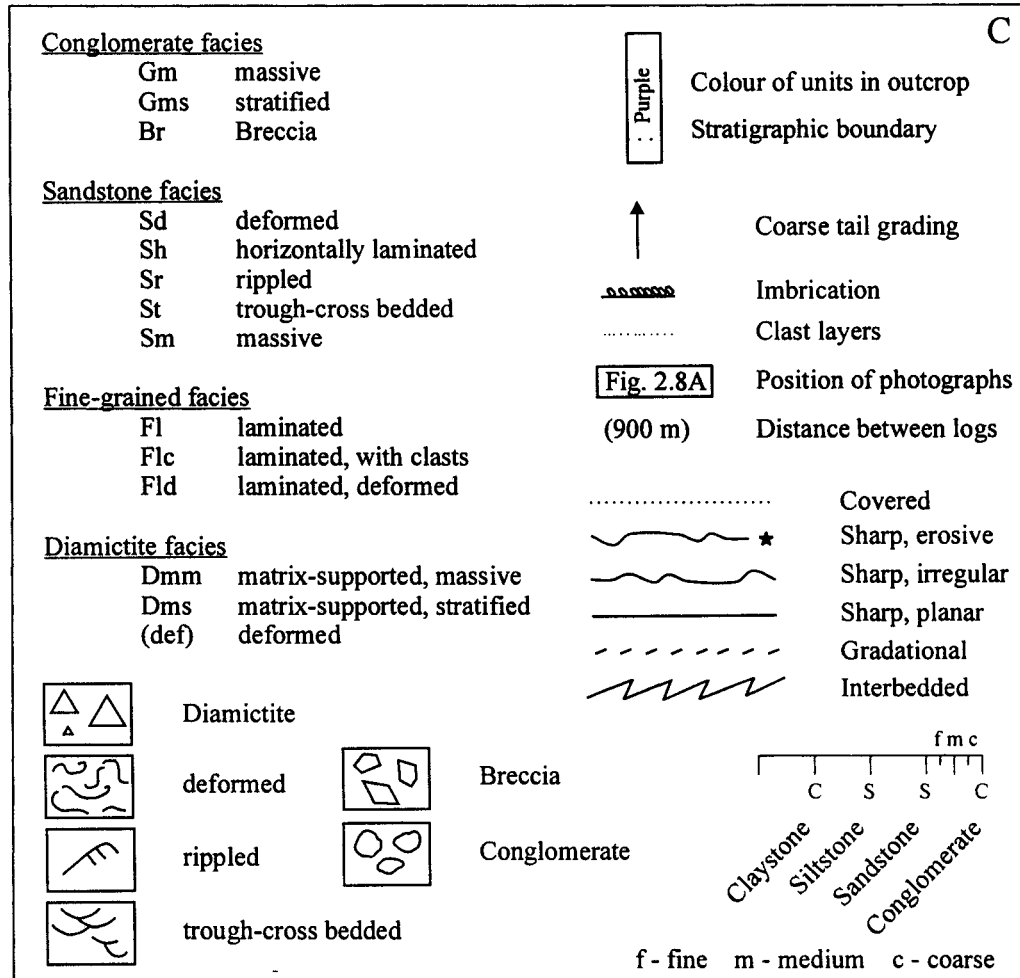 C
Conglomerate facies
Gm massive
Gms stratified
Br Breccia
Sandstone facies
Sd deformed
Sh horizontally laminated
Sr rippled
St trough-cross bedded
Sm massive
Fine-grained facies
Fl laminated
Flc laminated, with clasts
Fld laminated, deformed
Diamictite facies
Dmm matrix-supported, massive
Dms matrix-supported, stratified
(def) deformed
Diamictite
deformed
rippled
trough-cross bedded
Breccia
Conglomerate
Purple
Colour of units in outcrop
Stratigraphic boundary
Coarse tail grading
Imbrication
Clast layers
Fig. 2.8A Position of photographs
(900 m) Distance between logs
Covered
Sharp, erosive
Sharp, irregular
Sharp, planar
Gradational
Interbedded
f m c
C S S C
Claystone
Siltstone
Sandstone
Conglomerate
f - fine m - medium c - coarse